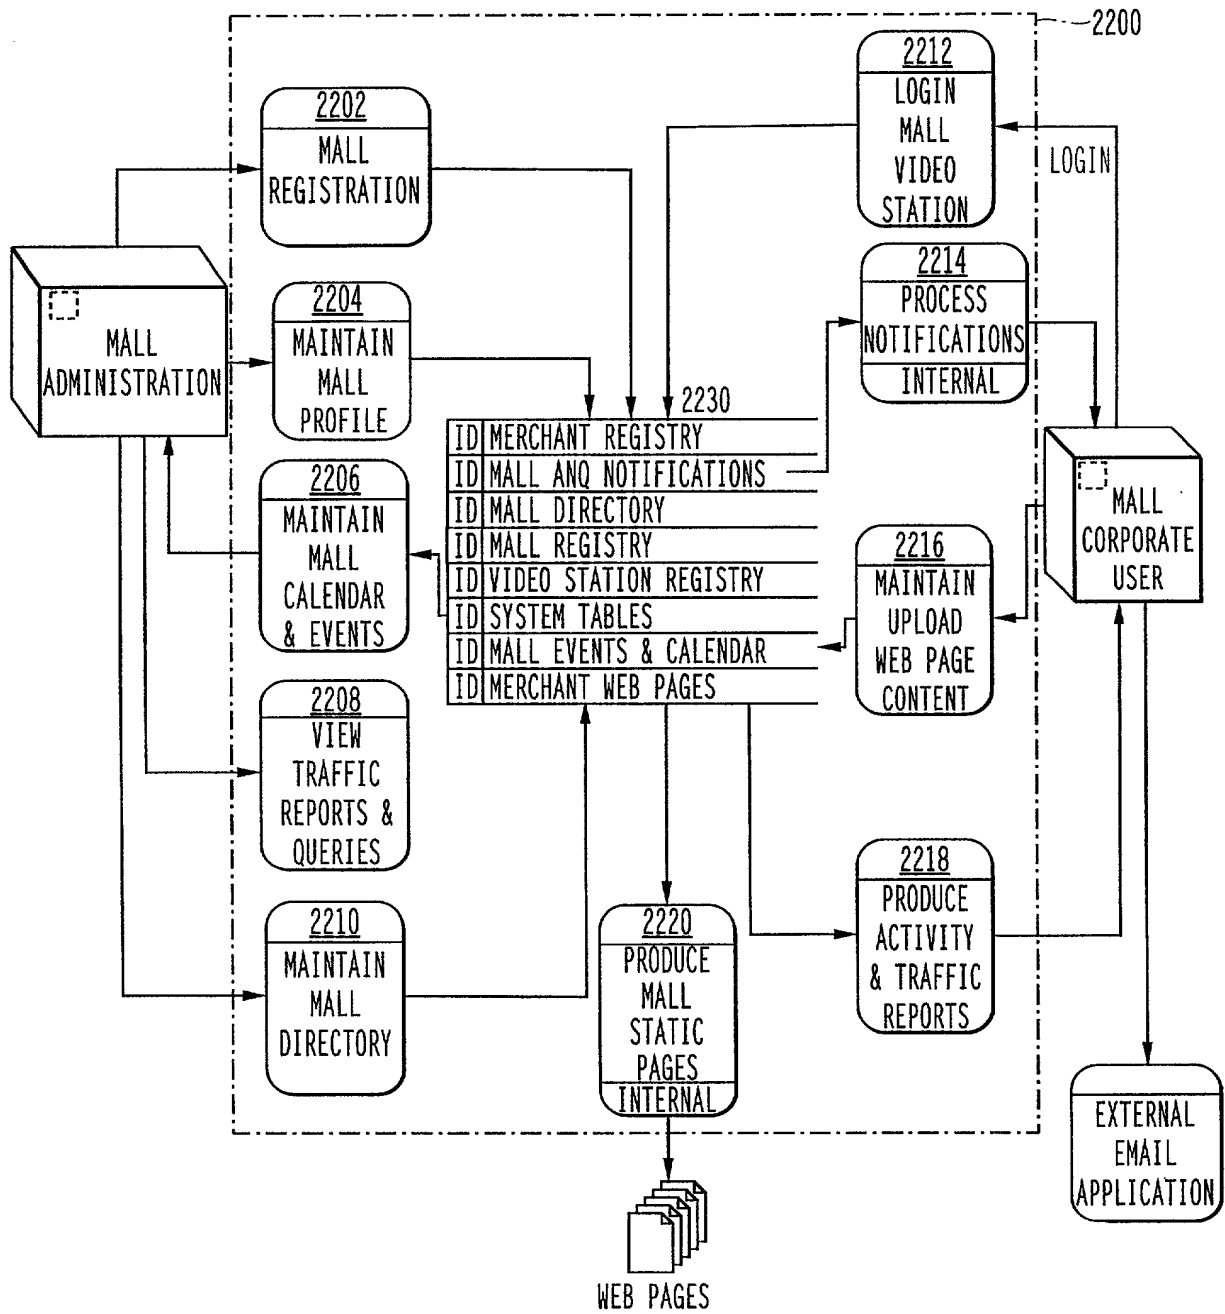 2200
2202
MALL
REGISTRATION
2212
LOGIN
MALL
VIDEO
STATION
LOGIN
MALL
ADMINISTRATION
2204
MAINTAIN
MALL
PROFILE
2214
PROCESS
NOTIFICATIONS
INTERNAL
2230
ID MERCHANT REGISTRY
ID MALL ANQ NOTIFICATIONS
ID MALL DIRECTORY
ID MALL REGISTRY
ID VIDEO STATION REGISTRY
ID SYSTEM TABLES
ID MALL EVENTS & CALENDAR
ID MERCHANT WEB PAGES
2206
MAINTAIN
MALL
CALENDAR
& EVENTS
MALL
CORPORATE
USER
2216
MAINTAIN
UPLOAD
WEB PAGE
CONTENT
2208
VIEW
TRAFFIC
REPORTS &
QUERIES
2218
PRODUCE
ACTIVITY
& TRAFFIC
REPORTS
2210
MAINTAIN
MALL
DIRECTORY
2220
PRODUCE
MALL
STATIC
PAGES
INTERNAL
EXTERNAL
EMAIL
APPLICATION
WEB PAGES